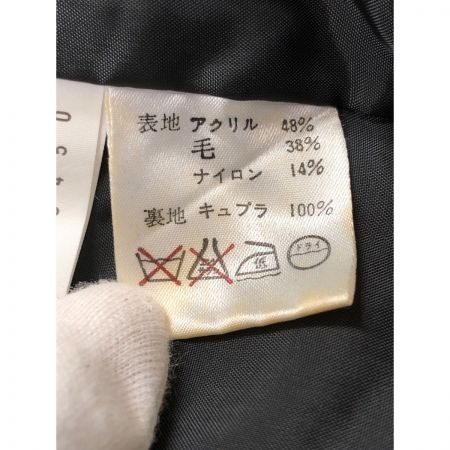 表地 アクリル 48%
毛 38%
ナイロン 14%
裏地 キュプラ 100%
低 ドライ